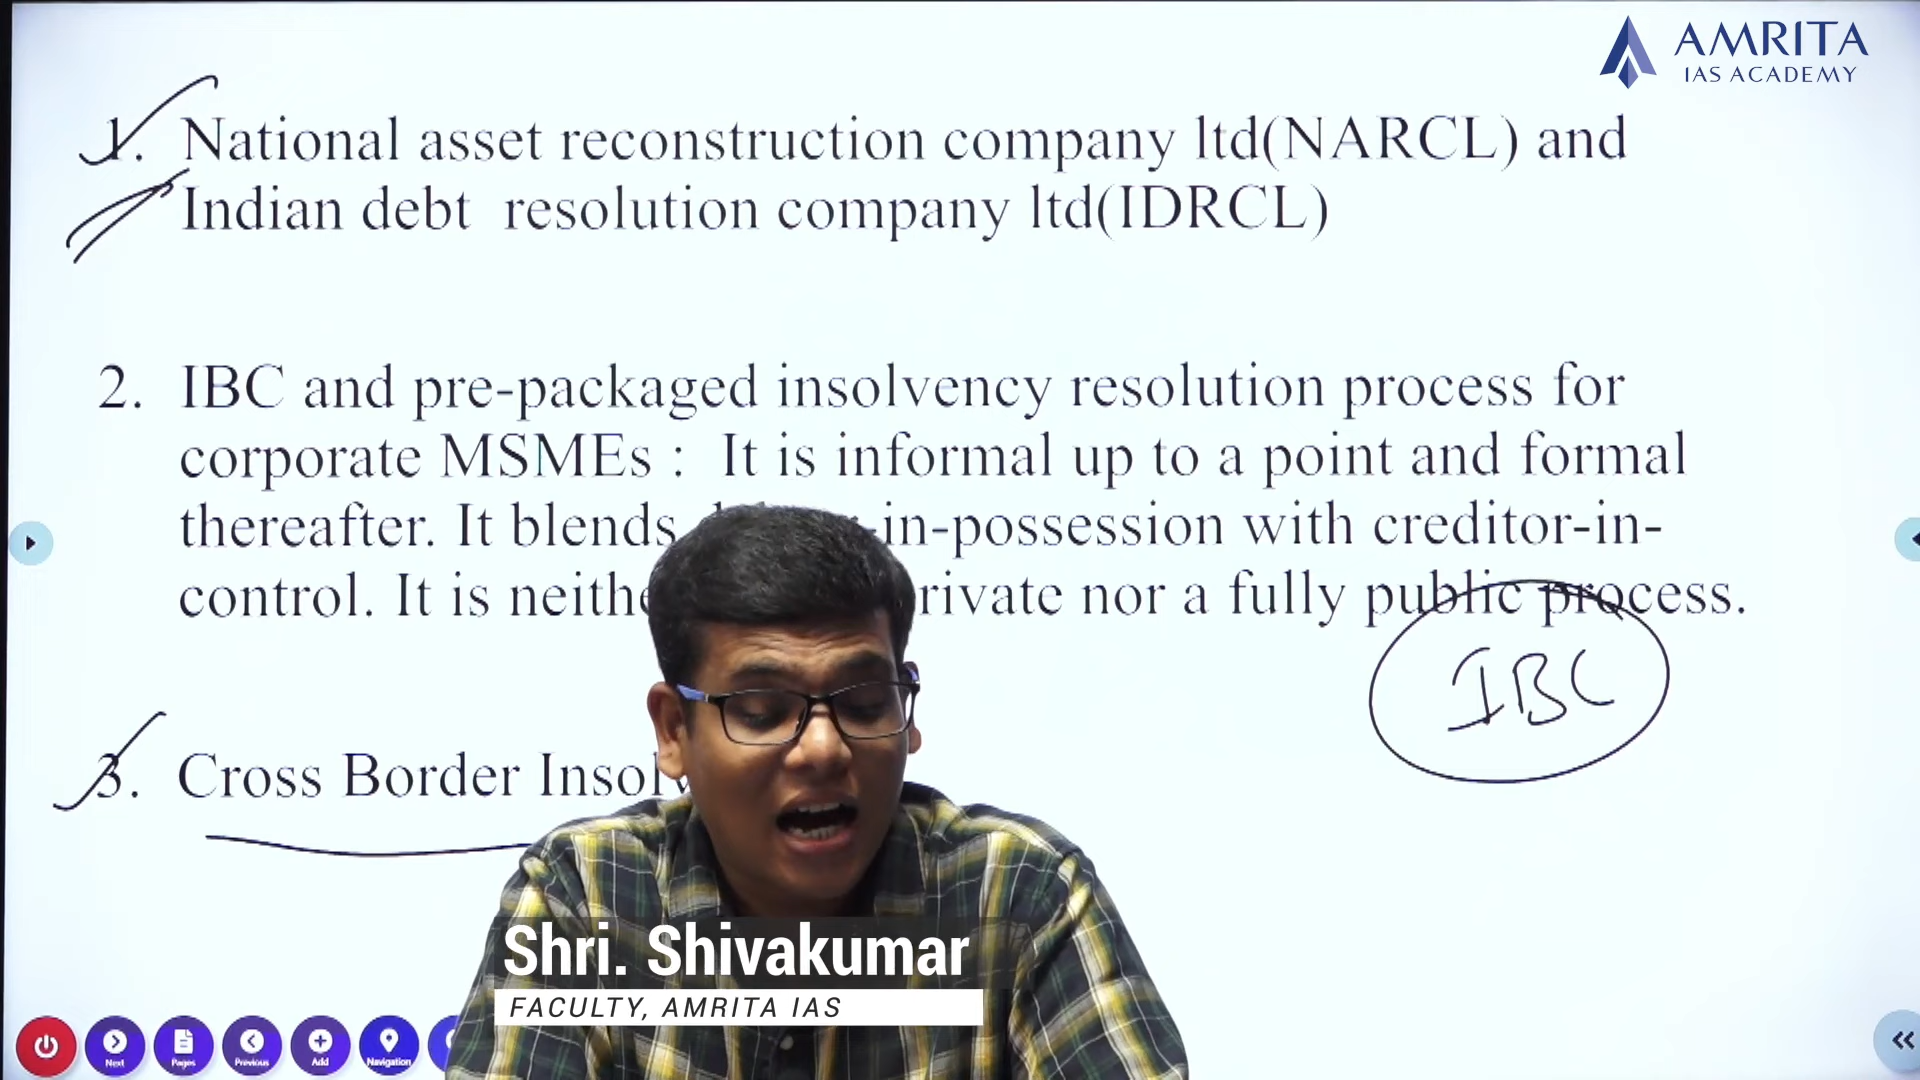 AMRITA
IAS ACADEMY
1. National asset reconstruction company ltd(NARCL) and
Indian debt resolution company ltd(IDRCL)
2. IBC and pre-packaged insolvency resolution process for
corporate MSMEs : It is informal up to a point and formal
thereafter. It blends -in-possession with creditor-in-
control. It is nor a fully public process.
IBC
3. Cross Border
Shri. Shivakumar
FACULTY, AMRITA IAS
Next Pages Previous Add Navigation